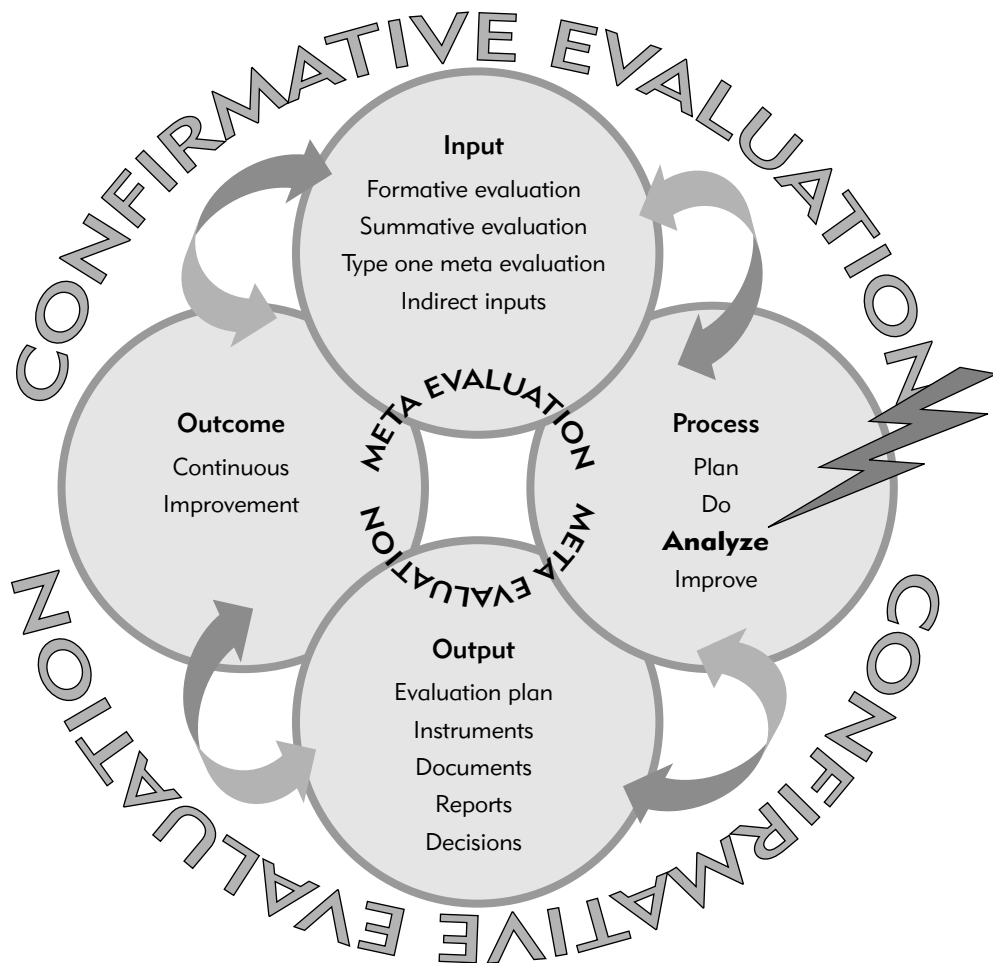 CONFIRMATIVE EVALUATION
Input
Formative evaluation
Summative evaluation
Type one meta evaluation
Indirect inputs
META EVALUATION
Outcome
Continuous
Improvement
Process
Plan
Do
Analyze
Improve
META EVALUATION
Output
Evaluation plan
Instruments
Documents
Reports
Decisions
CONFIRMATIVE EVALUATION